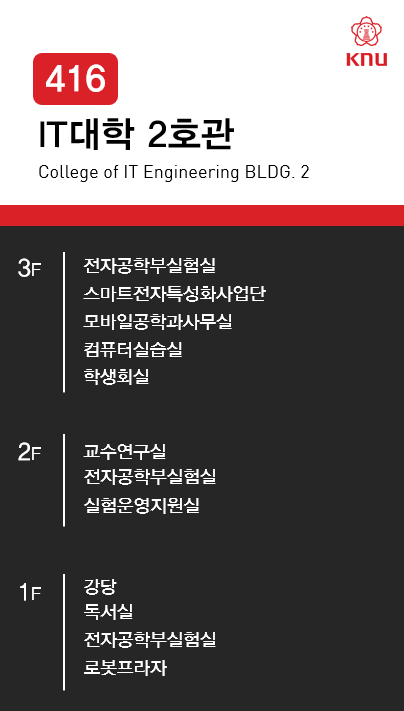 KNU
416
IT대학 2호관
College of IT Engineering BLDG. 2
3F
전자공학부실험실
스마트전자특성화사업단
모바일공학과사무실
컴퓨터실습실
학생회실
2F
교수연구실
전자공학부실험실
실험운영지원실
1F
강당
독서실
전자공학부실험실
로봇프라자